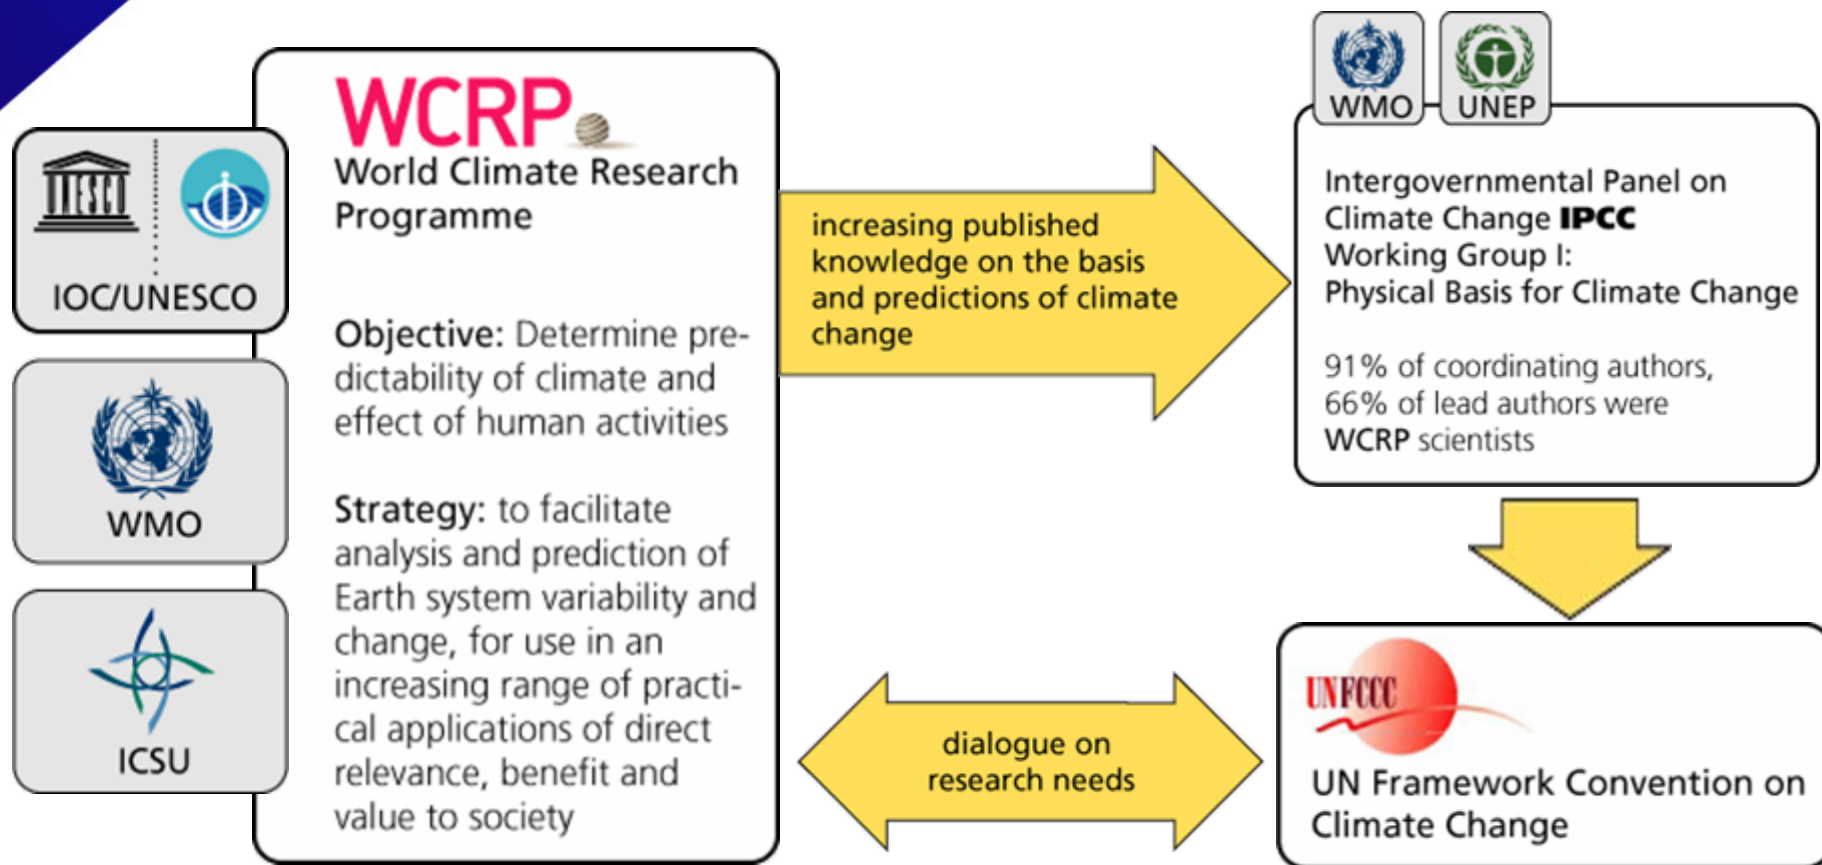 UNESCO
IOC/UNESCO
WMO
ICSU
WCRP
World Climate Research
Programme
Objective: Determine pre-
dictability of climate and
effect of human activities
Strategy: to facilitate
analysis and prediction of
Earth system variability and
change, for use in an
increasing range of practi-
cal applications of direct
relevance, benefit and
value to society
increasing published
knowledge on the basis
and predictions of climate
change
WMO
UNEP
Intergovernmental Panel on
Climate Change IPCC
Working Group I:
Physical Basis for Climate Change
91% of coordinating authors,
66% of lead authors were
WCRP scientists
dialogue on
research needs
UNFCCC
UN Framework Convention on
Climate Change